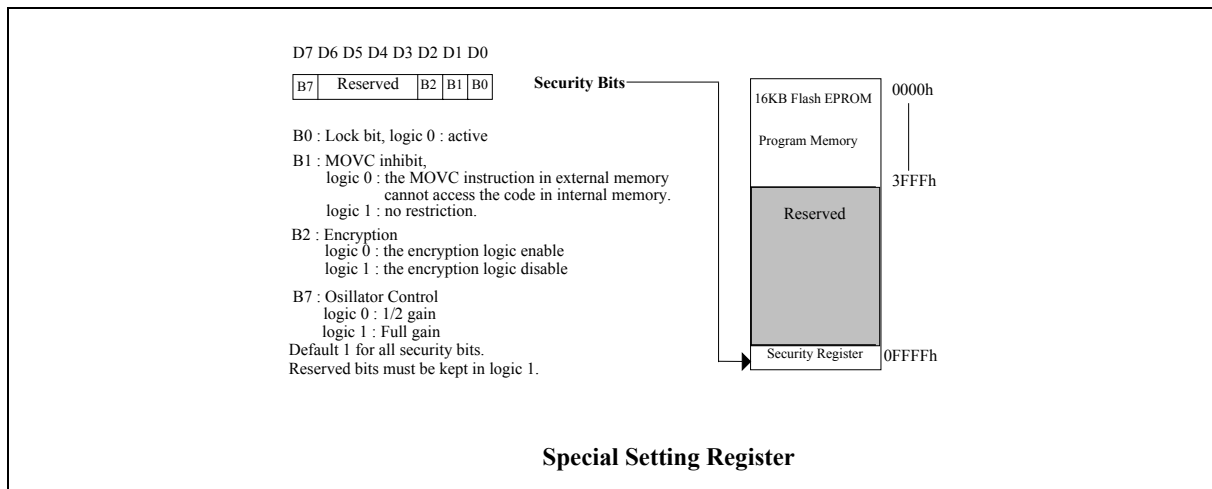 D7 D6 D5 D4 D3 D2 D1 D0
B7 Reserved B2 B1 B0
Security Bits
B0 : Lock bit, logic 0 : active
B1 : MOVC inhibit,
logic 0 : the MOVC instruction in external memory
cannot access the code in internal memory.
logic 1 : no restriction.
B2 : Encryption
logic 0 : the encryption logic enable
logic 1 : the encryption logic disable
B7 : Osillator Control
logic 0 : 1/2 gain
logic 1 : Full gain
Default 1 for all security bits.
Reserved bits must be kept in logic 1.
16KB Flash EPROM
Program Memory
0000h
3FFFh
Reserved
Security Register
0FFFFh
Special Setting Register